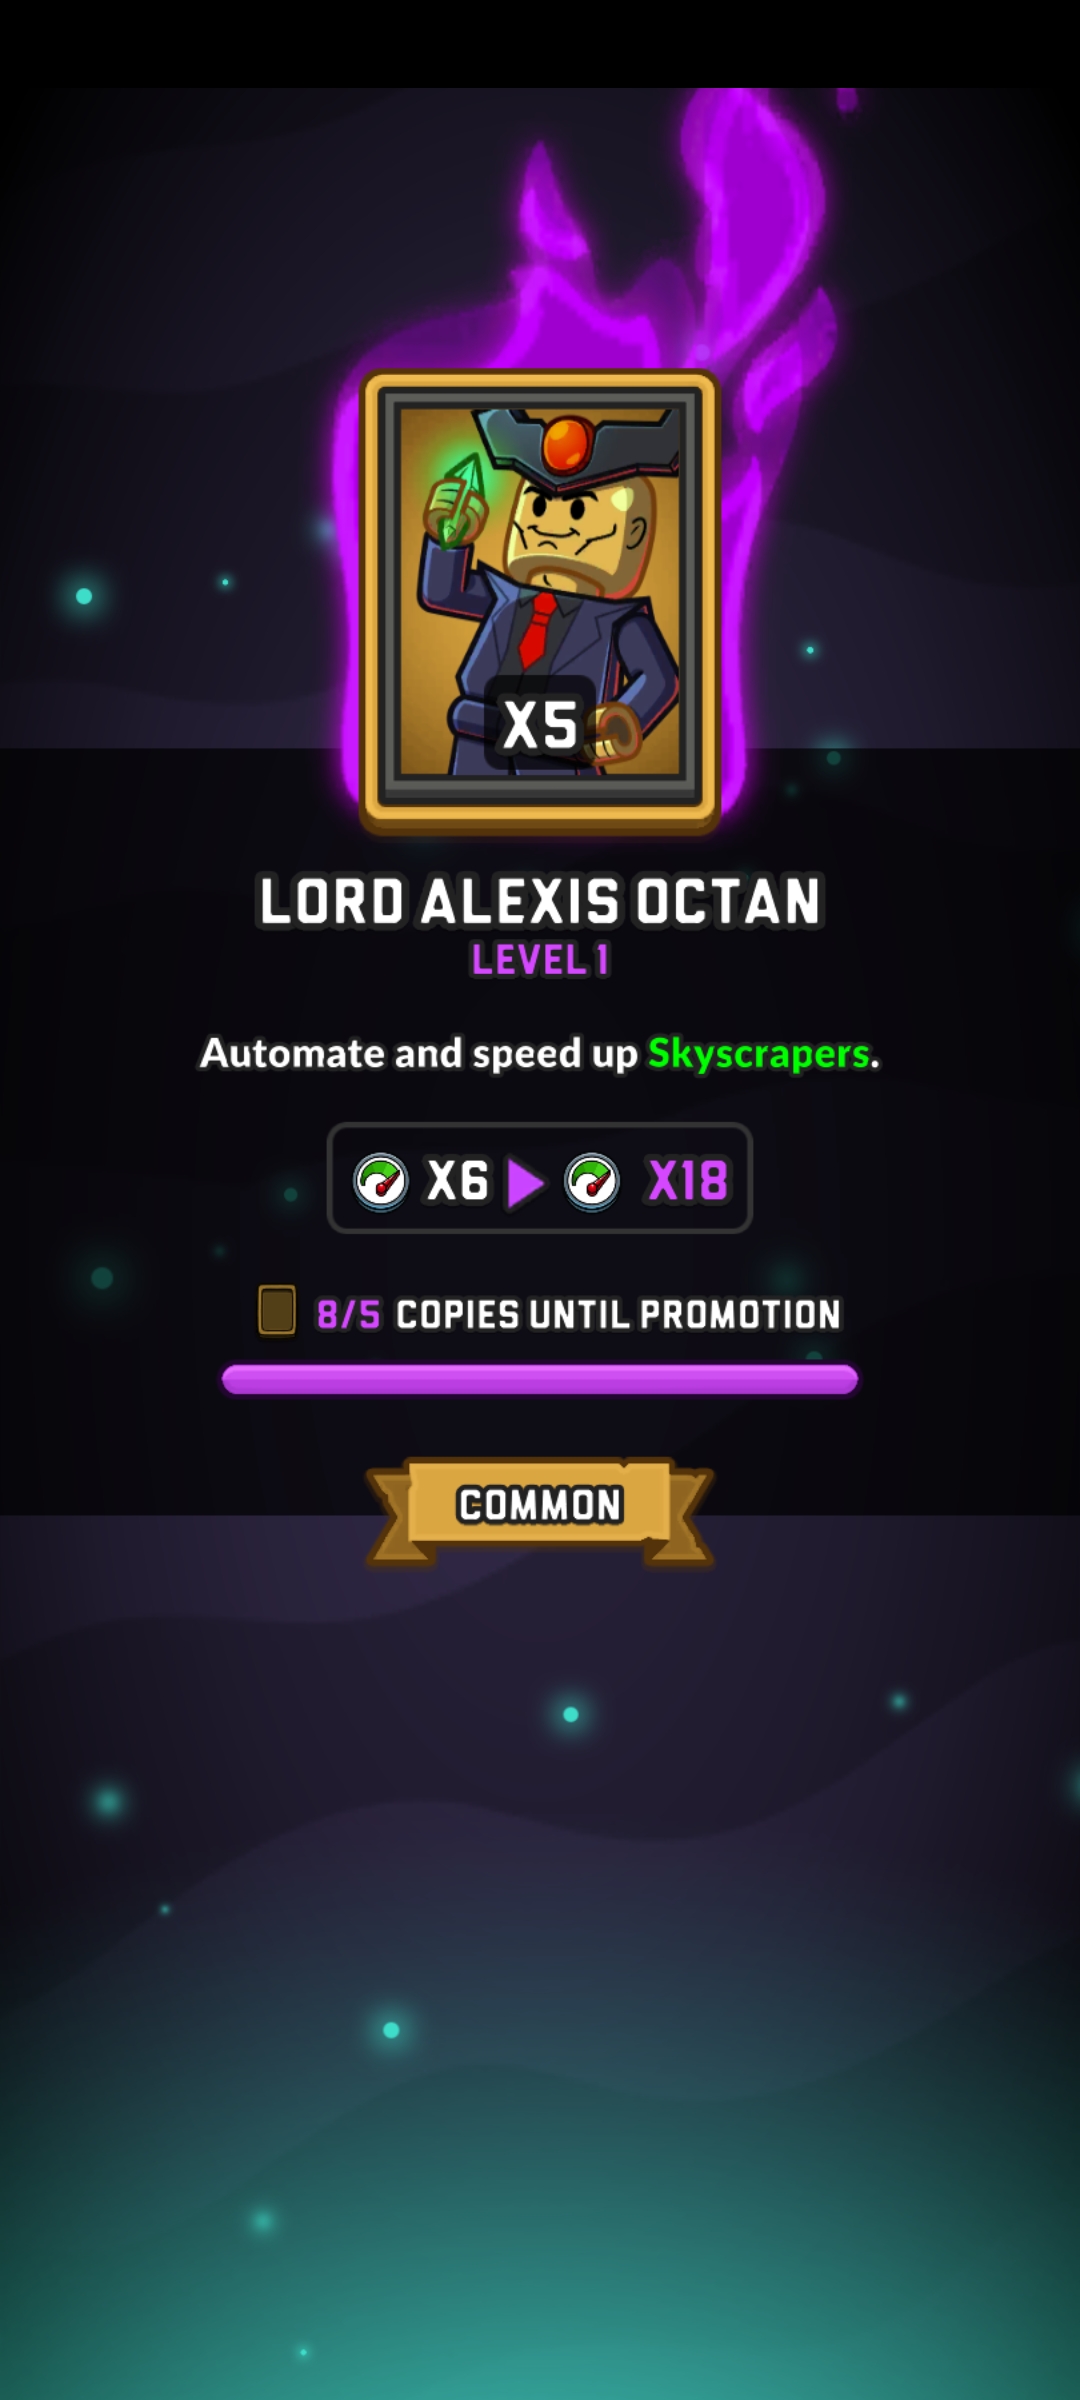 X5
LORD ALEXIS OCTAN
LEVEL 1
Automate and speed up Skyscrapers.
X6 X18
8/5 COPIES UNTIL PROMOTION
COMMON